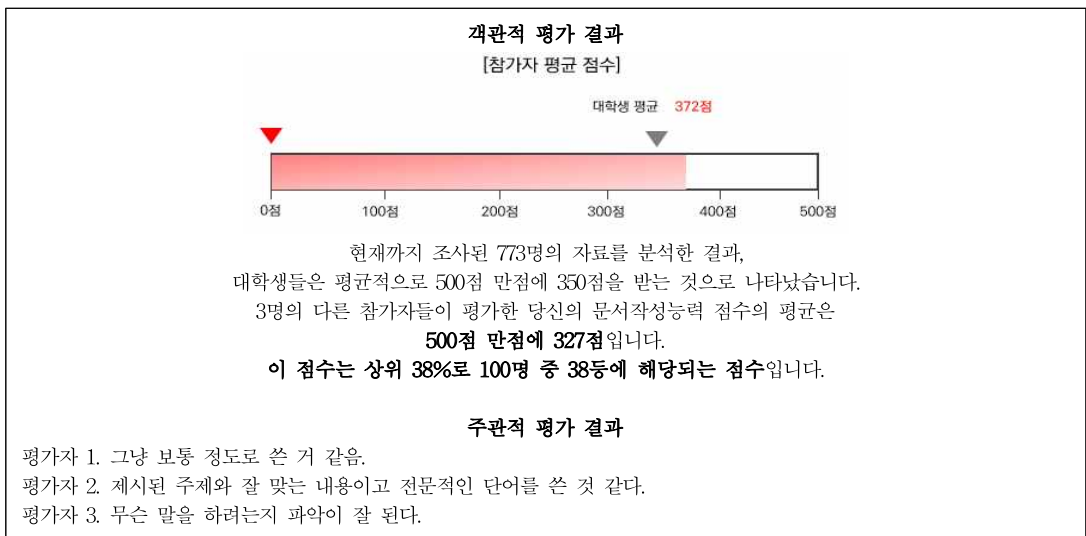 객관적 평가 결과
[참가자 평균 점수]
대학생 평균 372점
0점 100점 200점 300점 400점 500점
현재까지 조사된 773명의 자료를 분석한 결과,
대학생들은 평균적으로 500점 만점에 350점을 받는 것으로 나타났습니다.
3명의 다른 참가자들이 평가한 당신의 문서작성능력 점수의 평균은
500점 만점에 327점입니다.
이 점수는 상위 38%로 100명 중 38등에 해당되는 점수입니다.
주관적 평가 결과
평가자 1. 그냥 보통 정도로 쓴 거 같음.
평가자 2. 제시된 주제와 잘 맞는 내용이고 전문적인 단어를 쓴 것 같다.
평가자 3. 무슨 말을 하려는지 파악이 잘 된다.